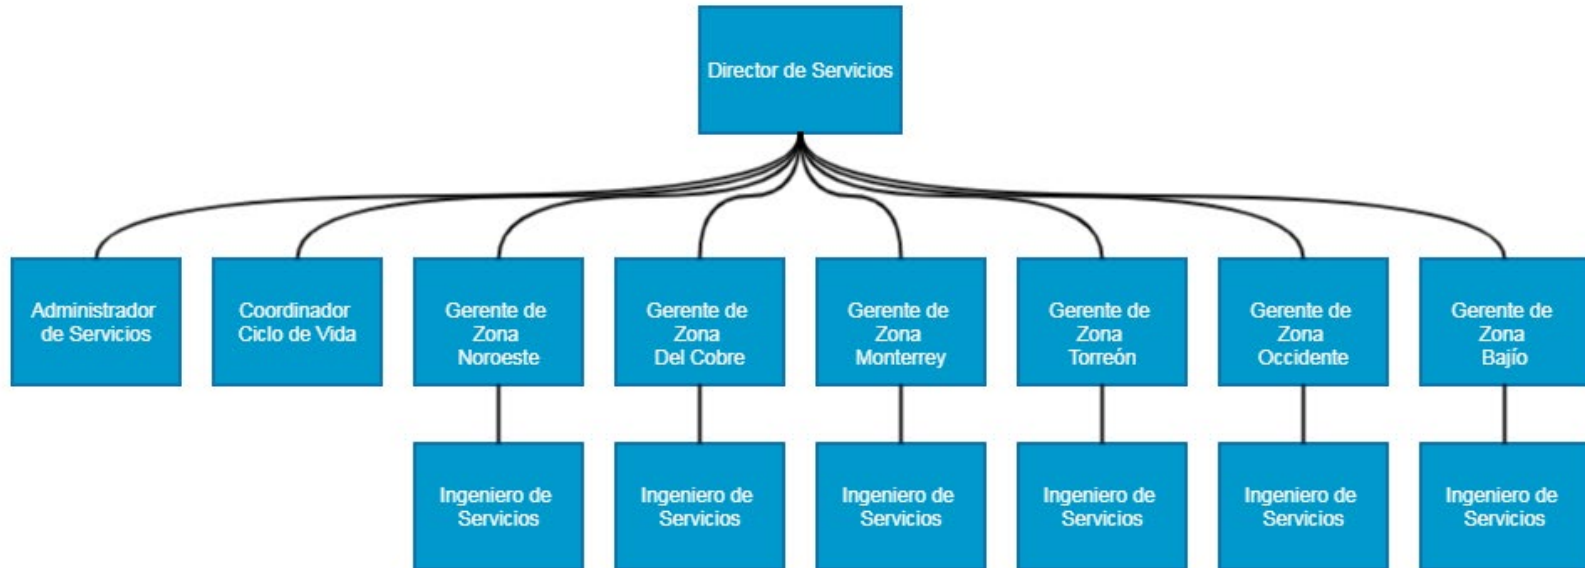 Director de Servicios
Administrador
de Servicios
Coordinador
Ciclo de Vida
Gerente de
Zona
Noroeste
Gerente de
Zona
Del Cobre
Gerente de
Zona
Monterrey
Gerente de
Zona
Torreón
Gerente de
Zona
Occidente
Gerente de
Zona
Bajío
Ingeniero de
Servicios
Ingeniero de
Servicios
Ingeniero de
Servicios
Ingeniero de
Servicios
Ingeniero de
Servicios
Ingeniero de
Servicios